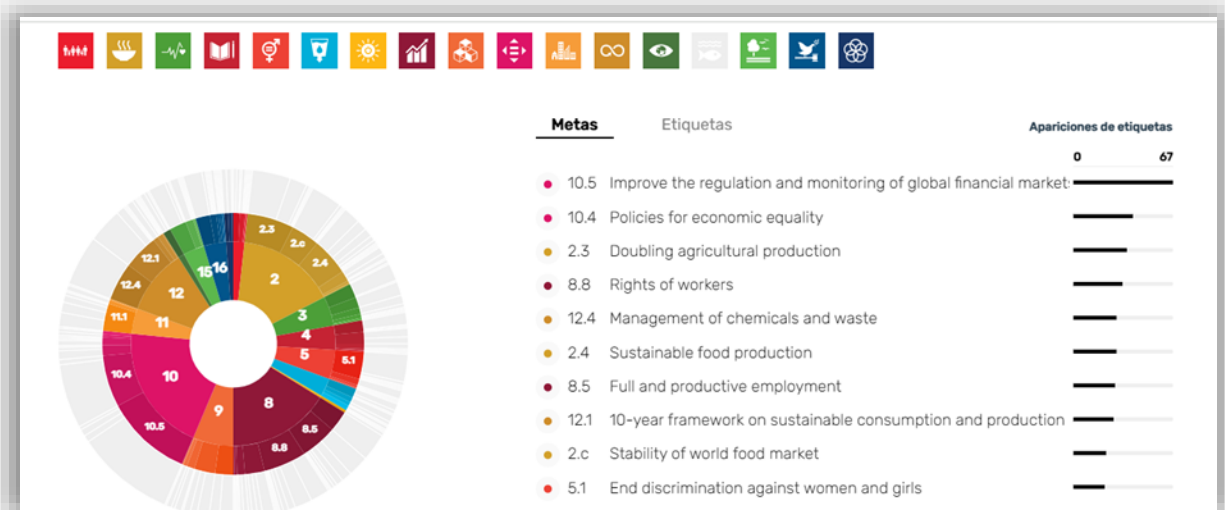 Metas Etiquetas Apariciones de etiquetas
0 67
10.5 Improve the regulation and monitoring of global financial market
10.4 Policies for economic equality
2.3 Doubling agricultural production
8.8 Rights of workers
12.4 Management of chemicals and waste
2.4 Sustainable food production
8.5 Full and productive employment
12.1 10-year framework on sustainable consumption and production
2.c Stability of world food market
5.1 End discrimination against women and girls
2.3
2.c
2.4
2
3
4
5
5.1
8
8.5
8.8
9
10
10.5
10.4
11
11.1
12
12.4
12.1
15
16